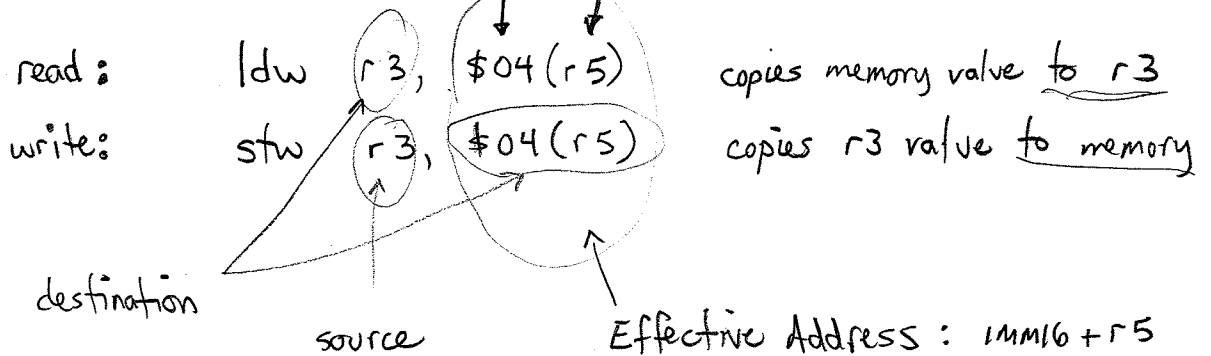 read: ldw r3, $04(r5) copies memory value to r3
write: stw r3, $04(r5) copies r3 value to memory
destination
source Effective Address: IMM16 + r5